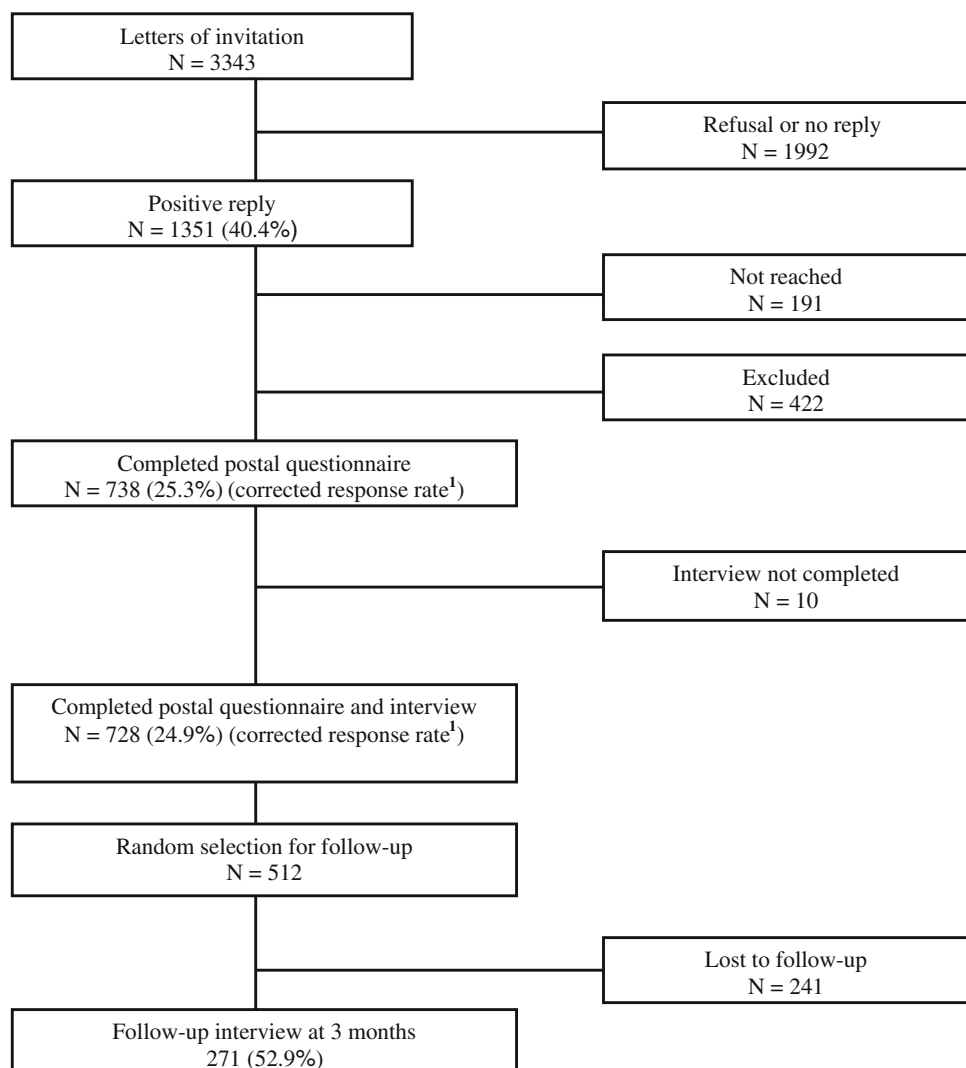 Letters of invitation
N = 3343
Refusal or no reply
N = 1992
Positive reply
N = 1351 (40.4%)
Not reached
N = 191
Excluded
N = 422
Completed postal questionnaire
N = 738 (25.3%) (corrected response rate¹)
Interview not completed
N = 10
Completed postal questionnaire and interview
N = 728 (24.9%) (corrected response rate¹)
Random selection for follow-up
N = 512
Lost to follow-up
N = 241
Follow-up interview at 3 months
271 (52.9%)